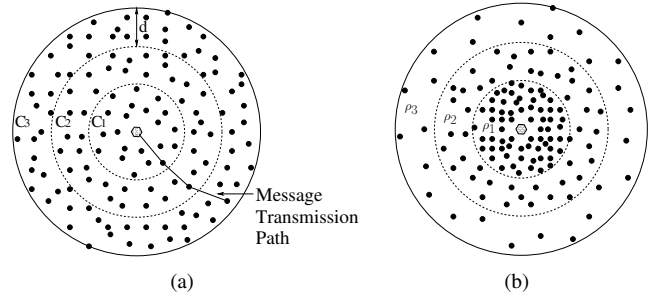 d
C3 C2 C1
Message
Transmission
Path
(a)
ρ3 ρ2 ρ1
(b)